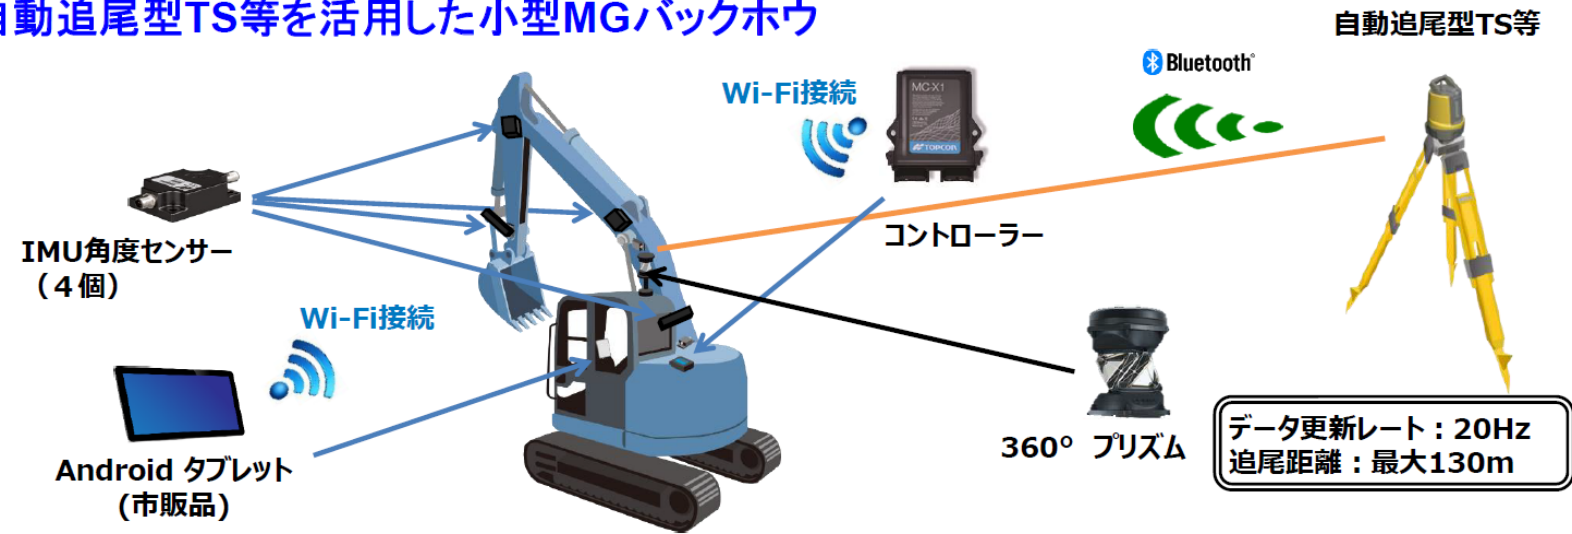 動追尾型TS等を活用した小型MGバックホウ
自動追尾型TS等
Bluetooth
Wi-Fi接続
MC-X1
TOPCON
コントローラー
IMU角度センサー
(4個)
Wi-Fi接続
Android タブレット
(市販品)
360° プリズム
データ更新レート：20Hz
追尾距離：最大130m